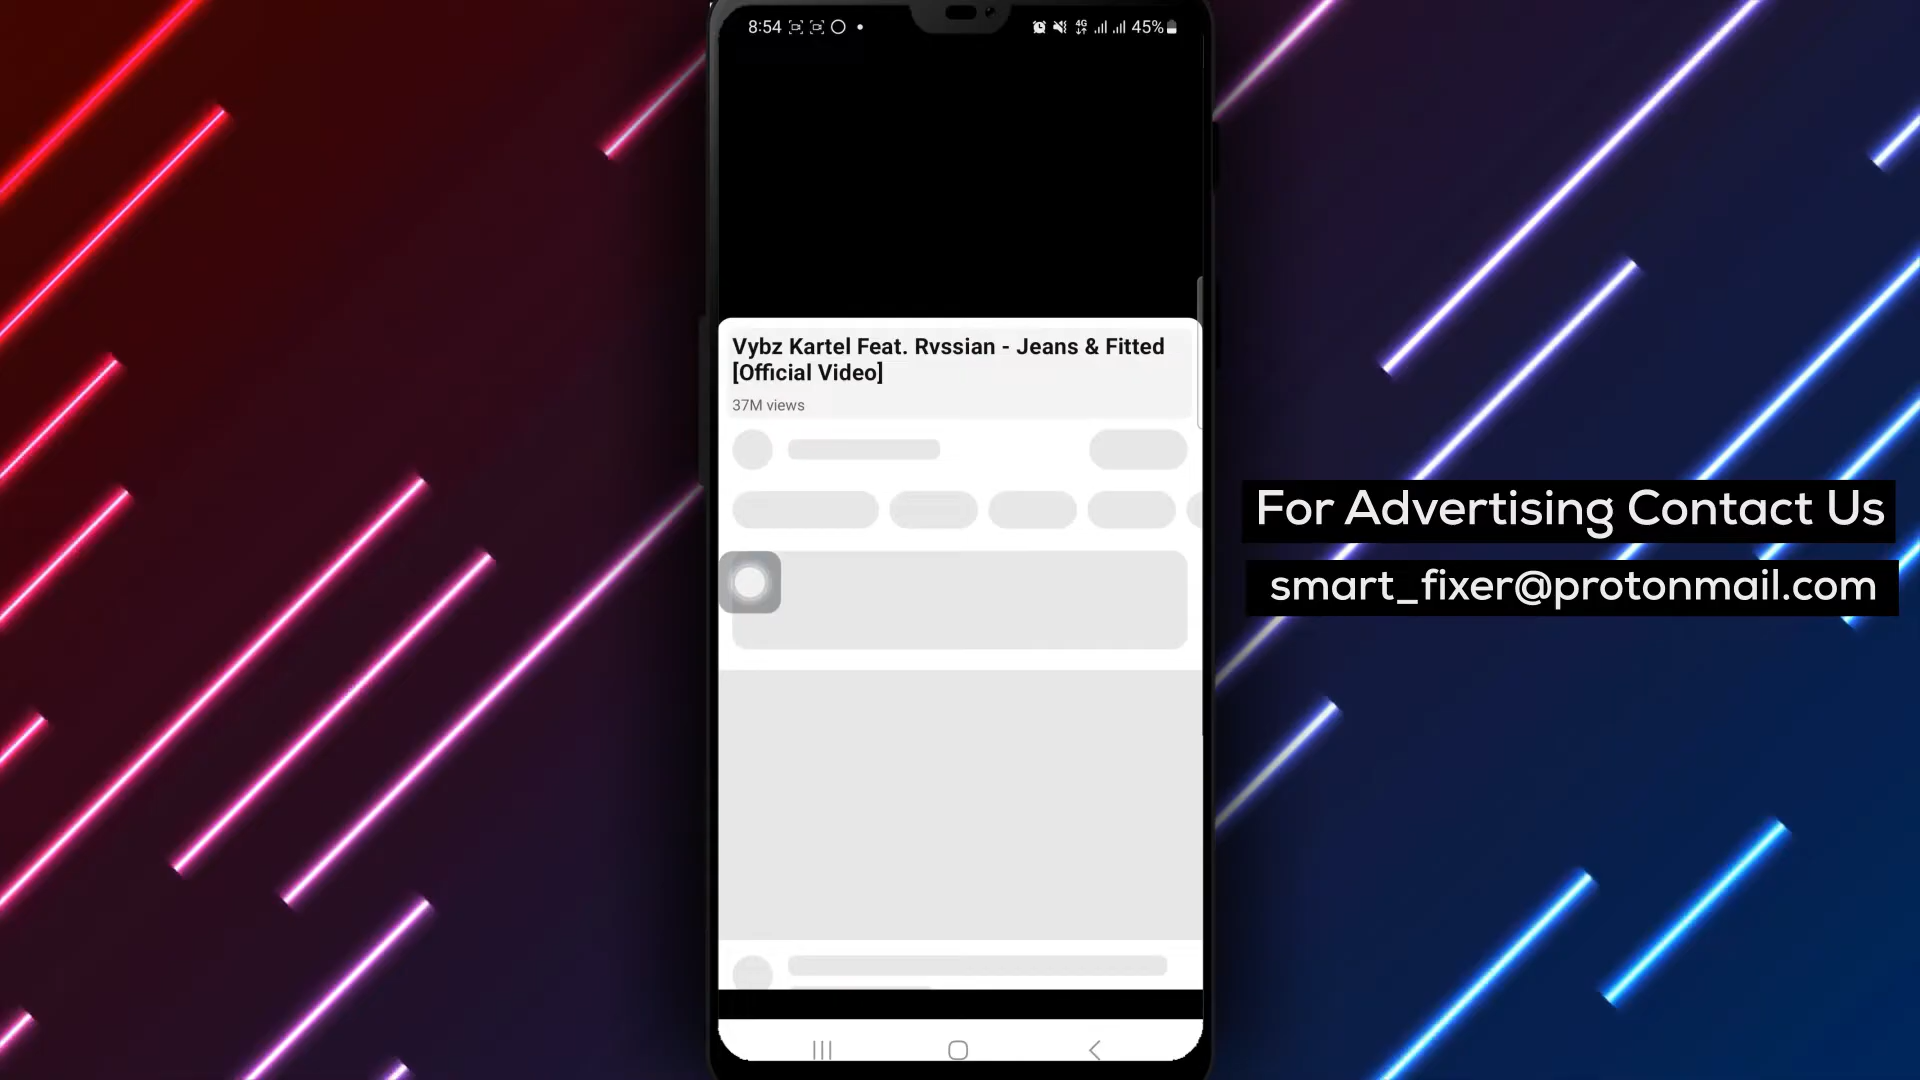 8:54
4G
45%
Vybz Kartel Feat. Rvssian - Jeans & Fitted
[Official Video]
37M views
For Advertising Contact Us
smart_fixer@protonmail.com